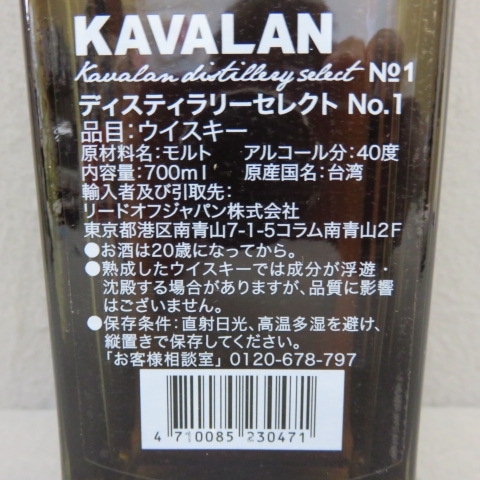 KAVALAN
Kavalan distillery select №1
ディスティラリーセレクト No.1
品目:ウイスキー
原材料名:モルト アルコール分:40度
内容量:700ml 原産国名:台湾
輸入者及び引取先:
リードオフジャパン株式会社
東京都港区南青山7-1-5コラム南青山2F
●お酒は20歳になってから。
●熟成したウイスキーでは成分が浮遊・
沈殿する場合がありますが、品質に影響
はございません。
●保存条件:直射日光、高温多湿を避け、
縦置きで保存してください。
「お客様相談室」0120-678-797
4 710085 230471